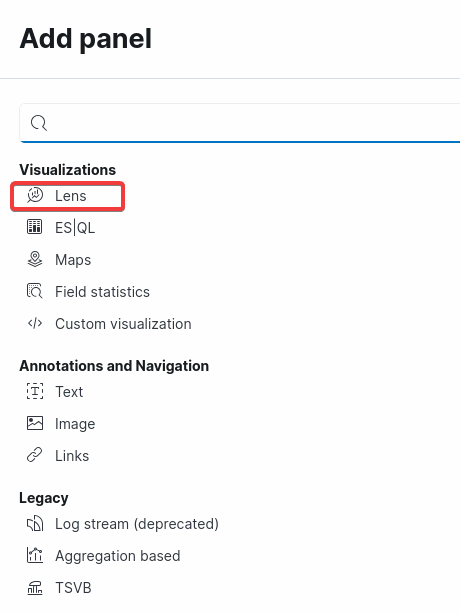 Add panel
Visualizations
Lens
ES|QL
Maps
Field statistics
Custom visualization
Annotations and Navigation
Text
Image
Links
Legacy
Log stream (deprecated)
Aggregation based
TSVB